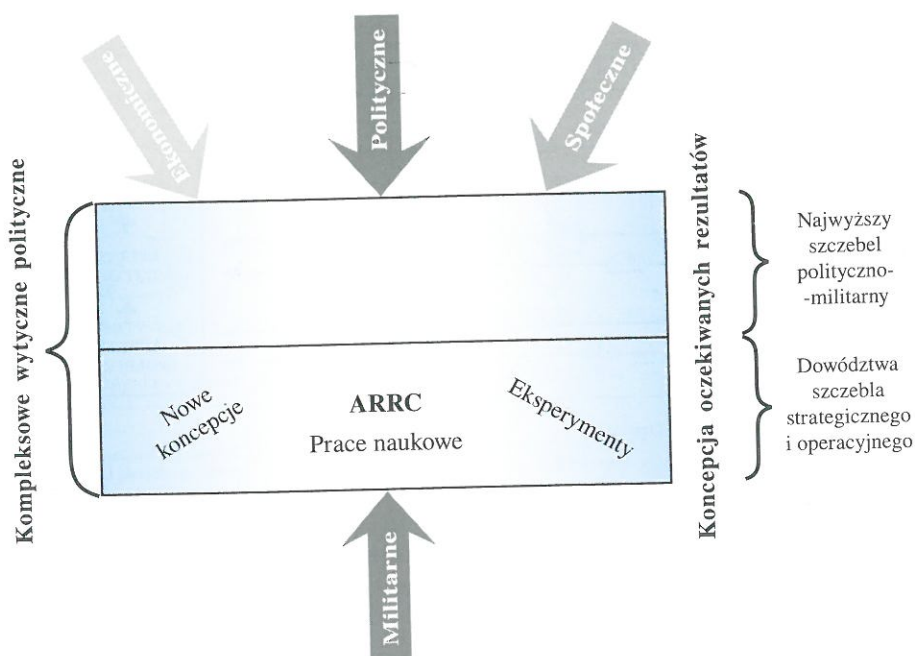 Ekonomiczne
Polityczne
Społeczne
Kompleksowe wytyczne polityczne
Koncepcja oczekiwanych rezultatów
Najwyższy
szczebel
polityczno-
-militarny
Nowe
koncepcje
ARRC
Prace naukowe
Eksperymenty
Dowództwa
szczebla
strategicznego
i operacyjnego
Militarne